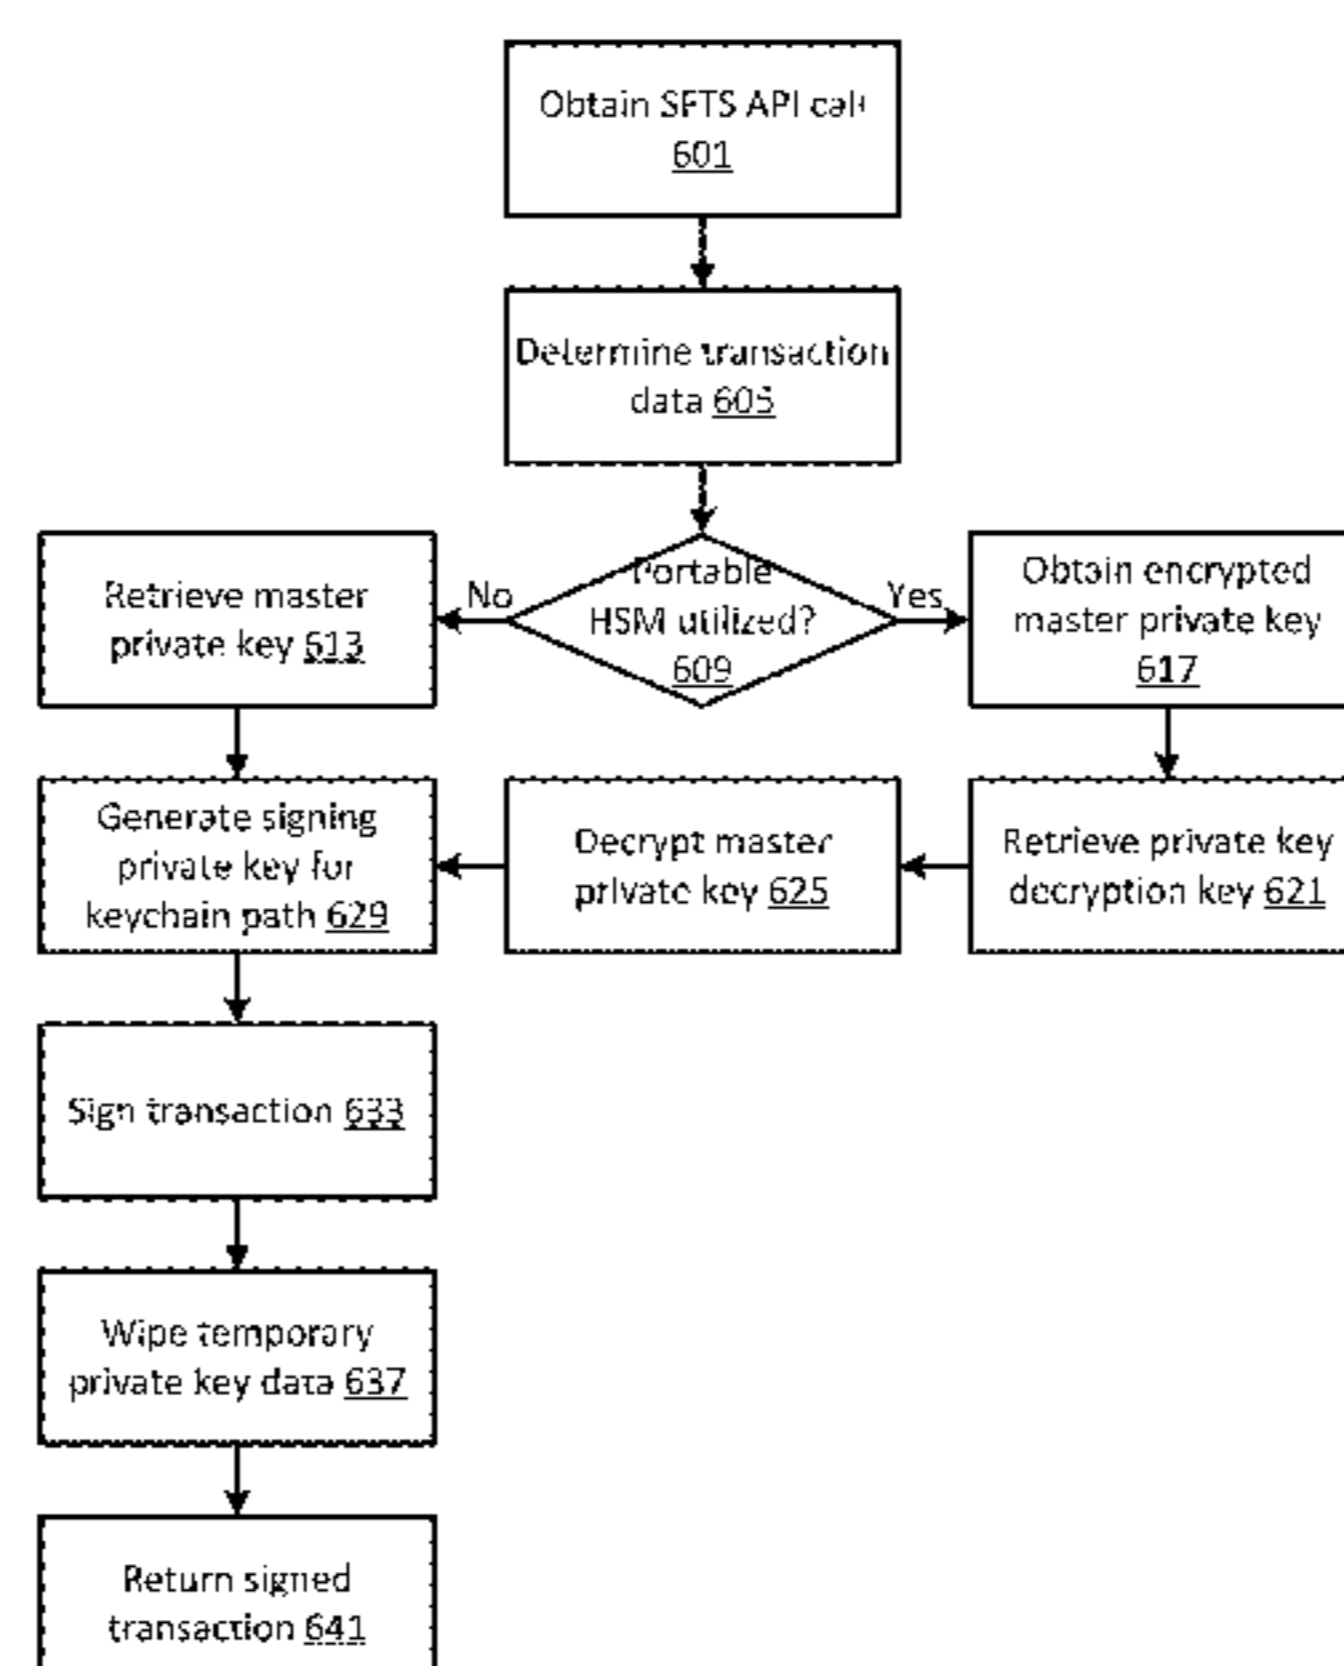 Obtain SFTS API call
601
Determine transaction
data 605
Portable
HSM utilized?
609
No
Yes
Retrieve master
private key 613
Obtain encrypted
master private key
617
Generate signing
private key for
keychain path 629
Decrypt master
private key 625
Retrieve private key
decryption key 621
Sign transaction 633
Wipe temporary
private key data 637
Return signed
transaction 641